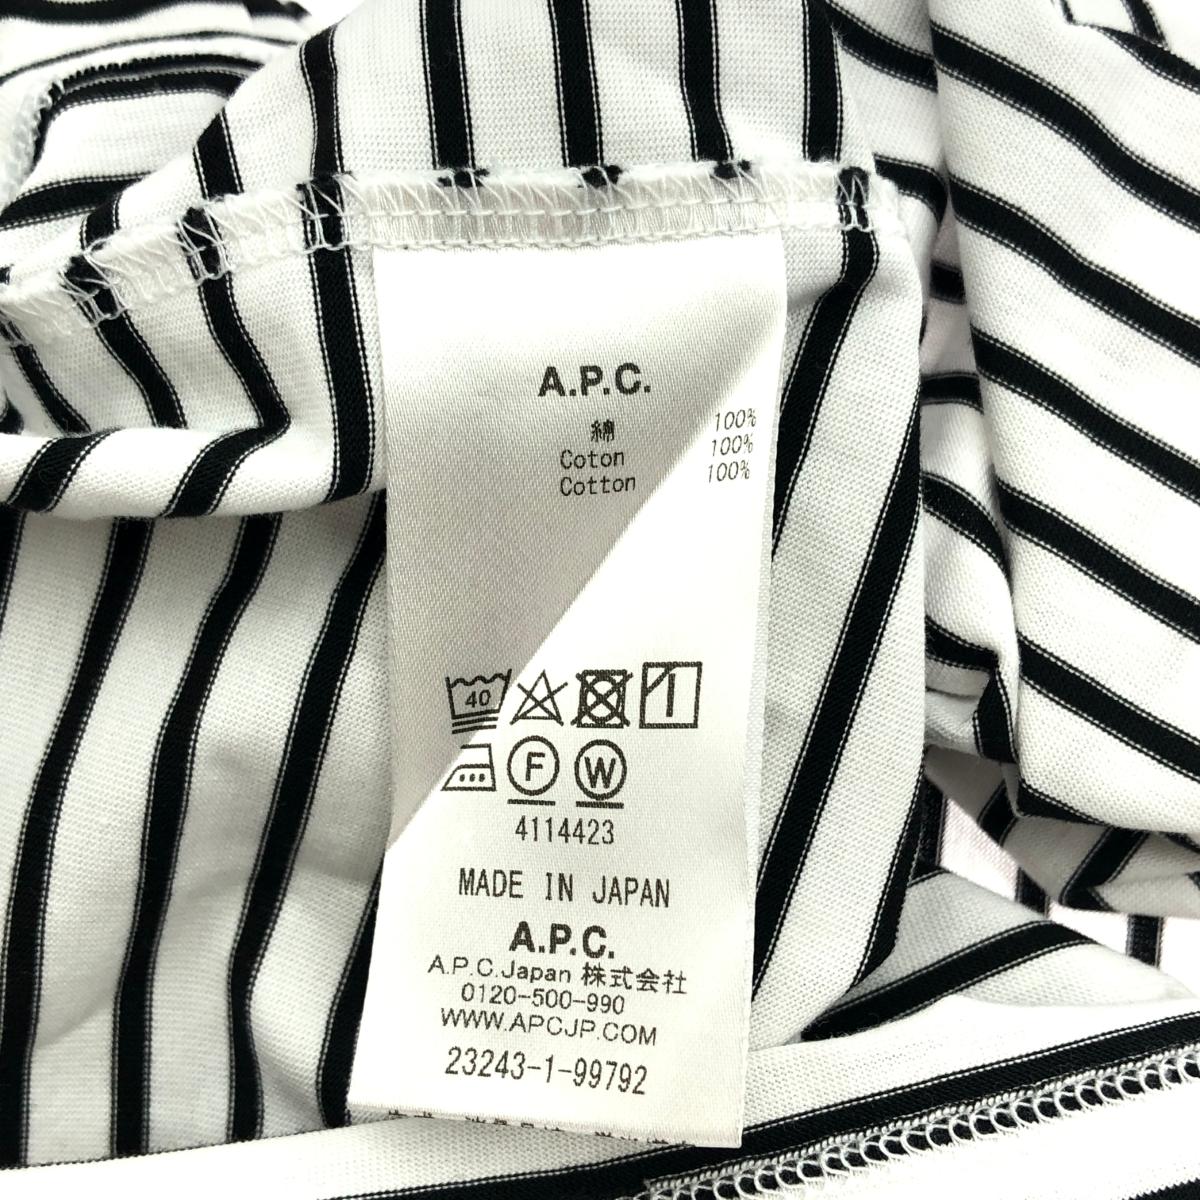 A.P.C.
綿 100%
Coton 100%
Cotton 100%
40
F W
4114423
MADE IN JAPAN
A.P.C.
A.P.C.Japan 株式会社
0120-500-990
WWW.APCJP.COM
23243-1-99792